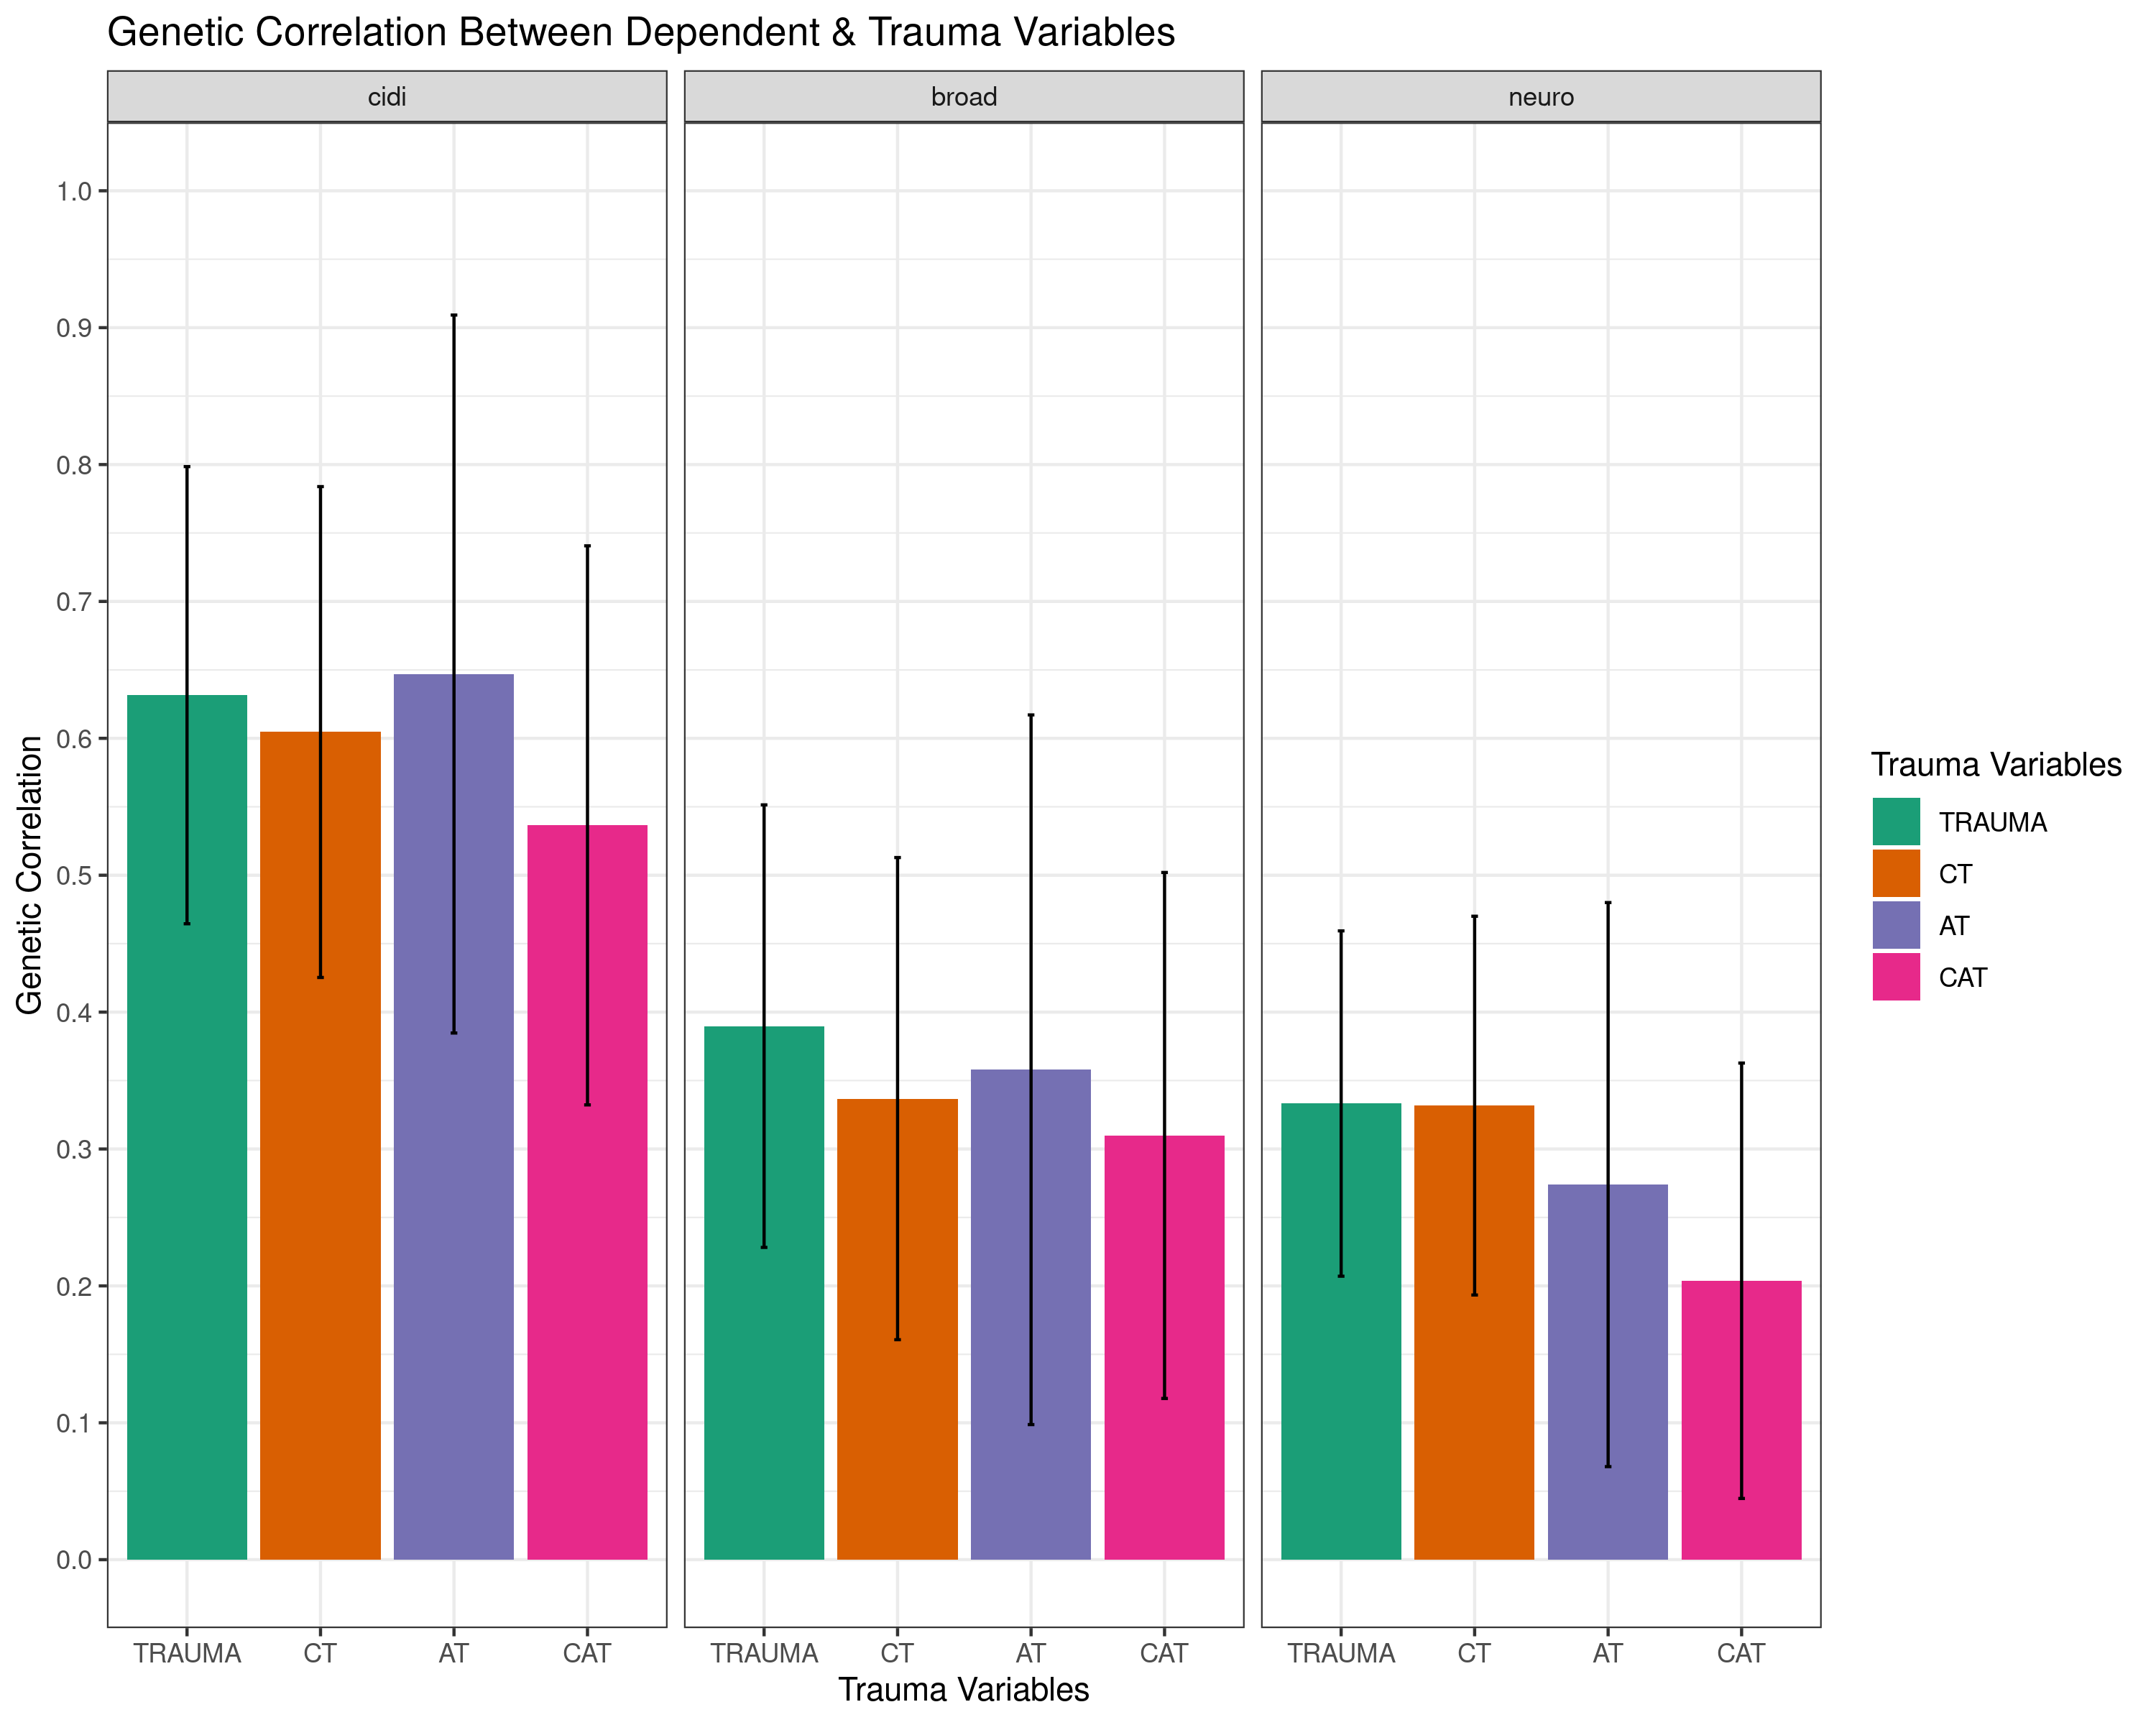 Genetic Correlation Between Dependent & Trauma Variables
cidi
broad
neuro
Genetic Correlation
1.0
0.9
0.8
0.7
0.6
0.5
0.4
0.3
0.2
0.1
0.0
TRAUMA CT AT CAT
TRAUMA CT AT CAT
TRAUMA CT AT CAT
Trauma Variables
Trauma Variables
TRAUMA
CT
AT
CAT